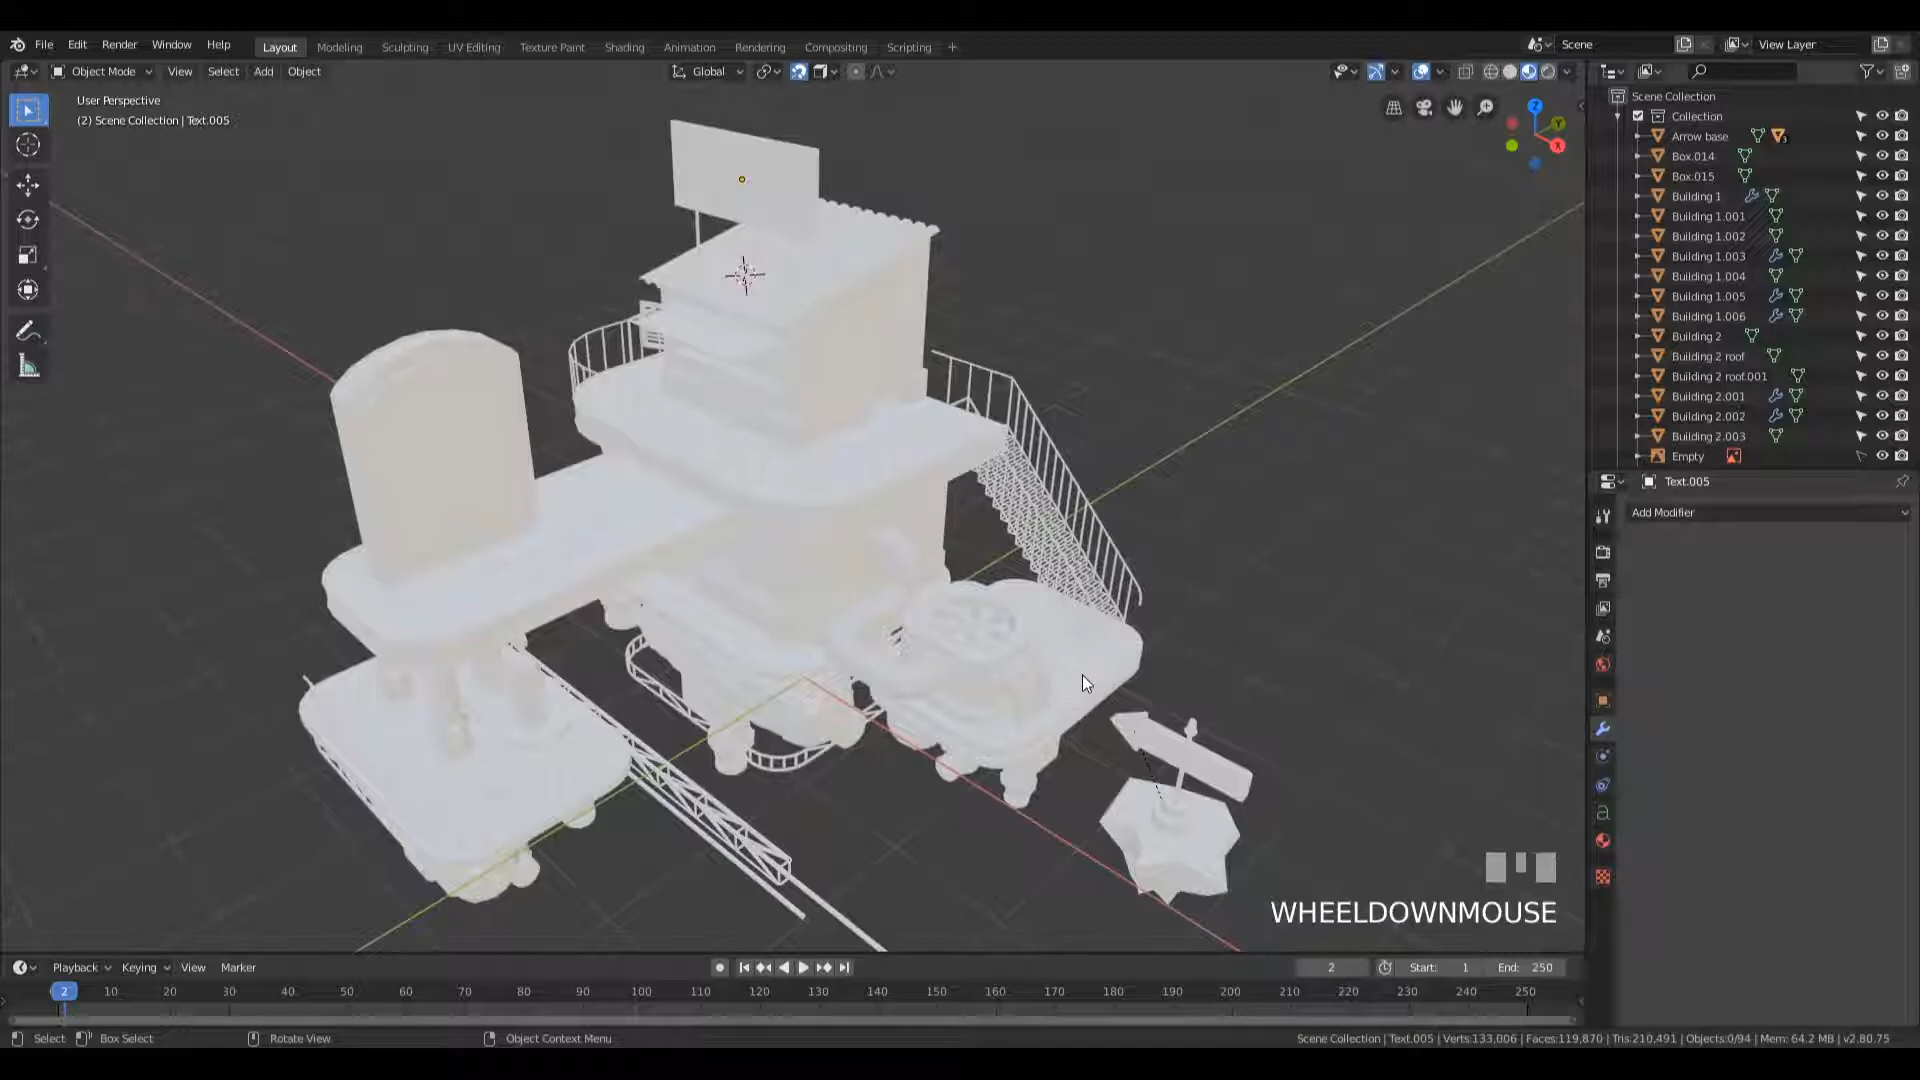 File Edit Render Window Help Layout Modeling Sculpting UV Editing Texture Paint Shading Animation Rendering Compositing Scripting + Scene View Layer
Object Mode View Select Add Object Global
User Perspective
(2) Scene Collection | Text.005
Z
Y
X
Scene Collection
Collection
Arrow base 3
Box.014
Box.015
Building 1
Building 1.001
Building 1.002
Building 1.003
Building 1.004
Building 1.005
Building 1.006
Building 2
Building 2 roof
Building 2 roof.001
Building 2.001
Building 2.002
Building 2.003
Empty
Text.005
Add Modifier
WHEELDOWNMOUSE
Playback Keying View Marker 2 Start: 1 End: 250
2 10 20 30 40 50 60 70 80 90 100 110 120 130 140 150 160 170 180 190 200 210 220 230 240 250
Select Box Select Rotate View Object Context Menu Scene Collection | Text.005 | Verts:133,006 | Faces:119,870 | Tris:210,491 | Objects:0/94 | Mem: 64.2 MB | v2.80.75